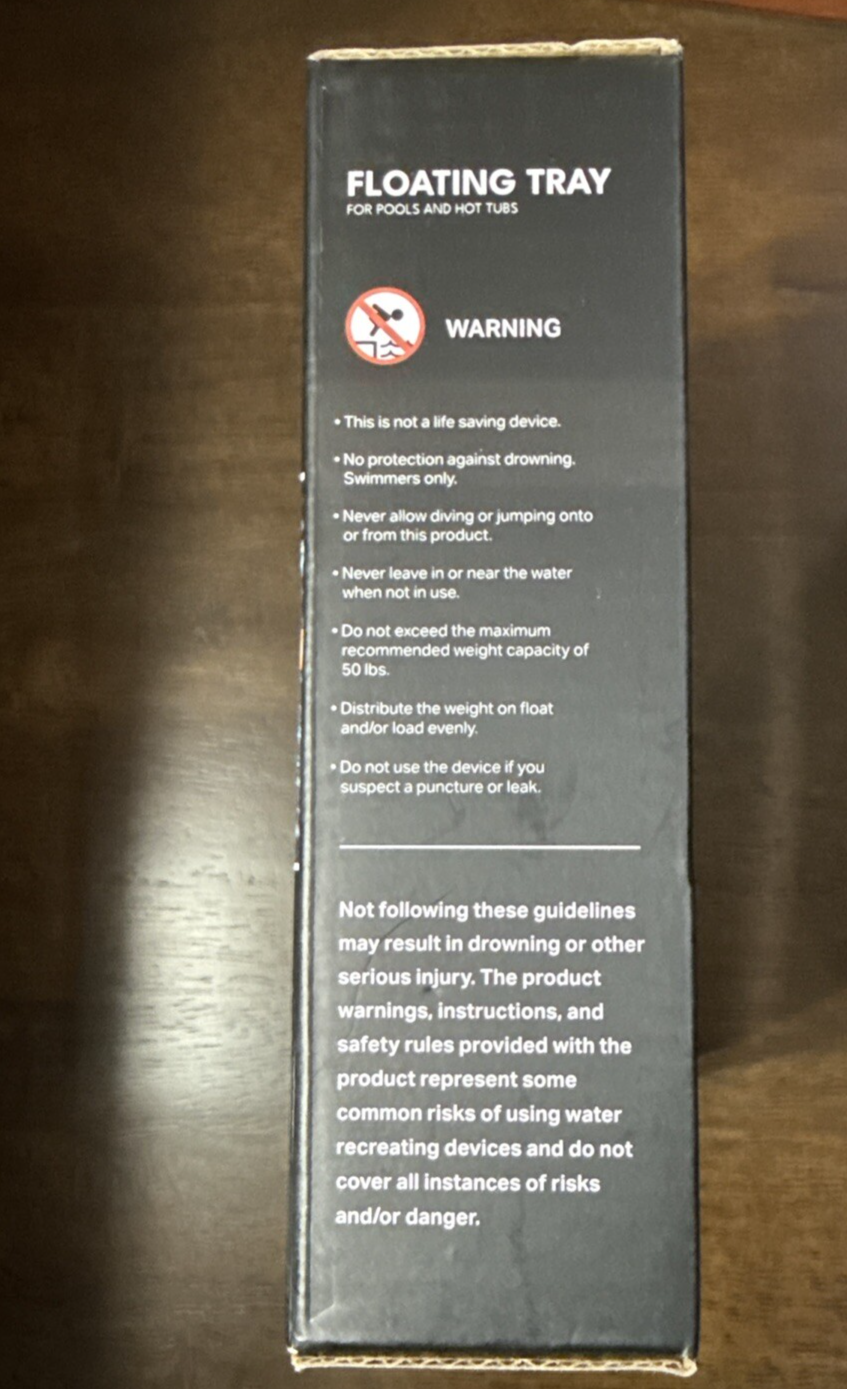 FLOATING TRAY
FOR POOLS AND HOT TUBS
WARNING
• This is not a life saving device.
• No protection against drowning.
Swimmers only.
• Never allow diving or jumping onto
or from this product.
• Never leave in or near the water
when not in use.
• Do not exceed the maximum
recommended weight capacity of
50 lbs.
• Distribute the weight on float
and/or load evenly.
• Do not use the device if you
suspect a puncture or leak.
Not following these guidelines
may result in drowning or other
serious injury. The product
warnings, instructions, and
safety rules provided with the
product represent some
common risks of using water
recreating devices and do not
cover all instances of risks
and/or danger.